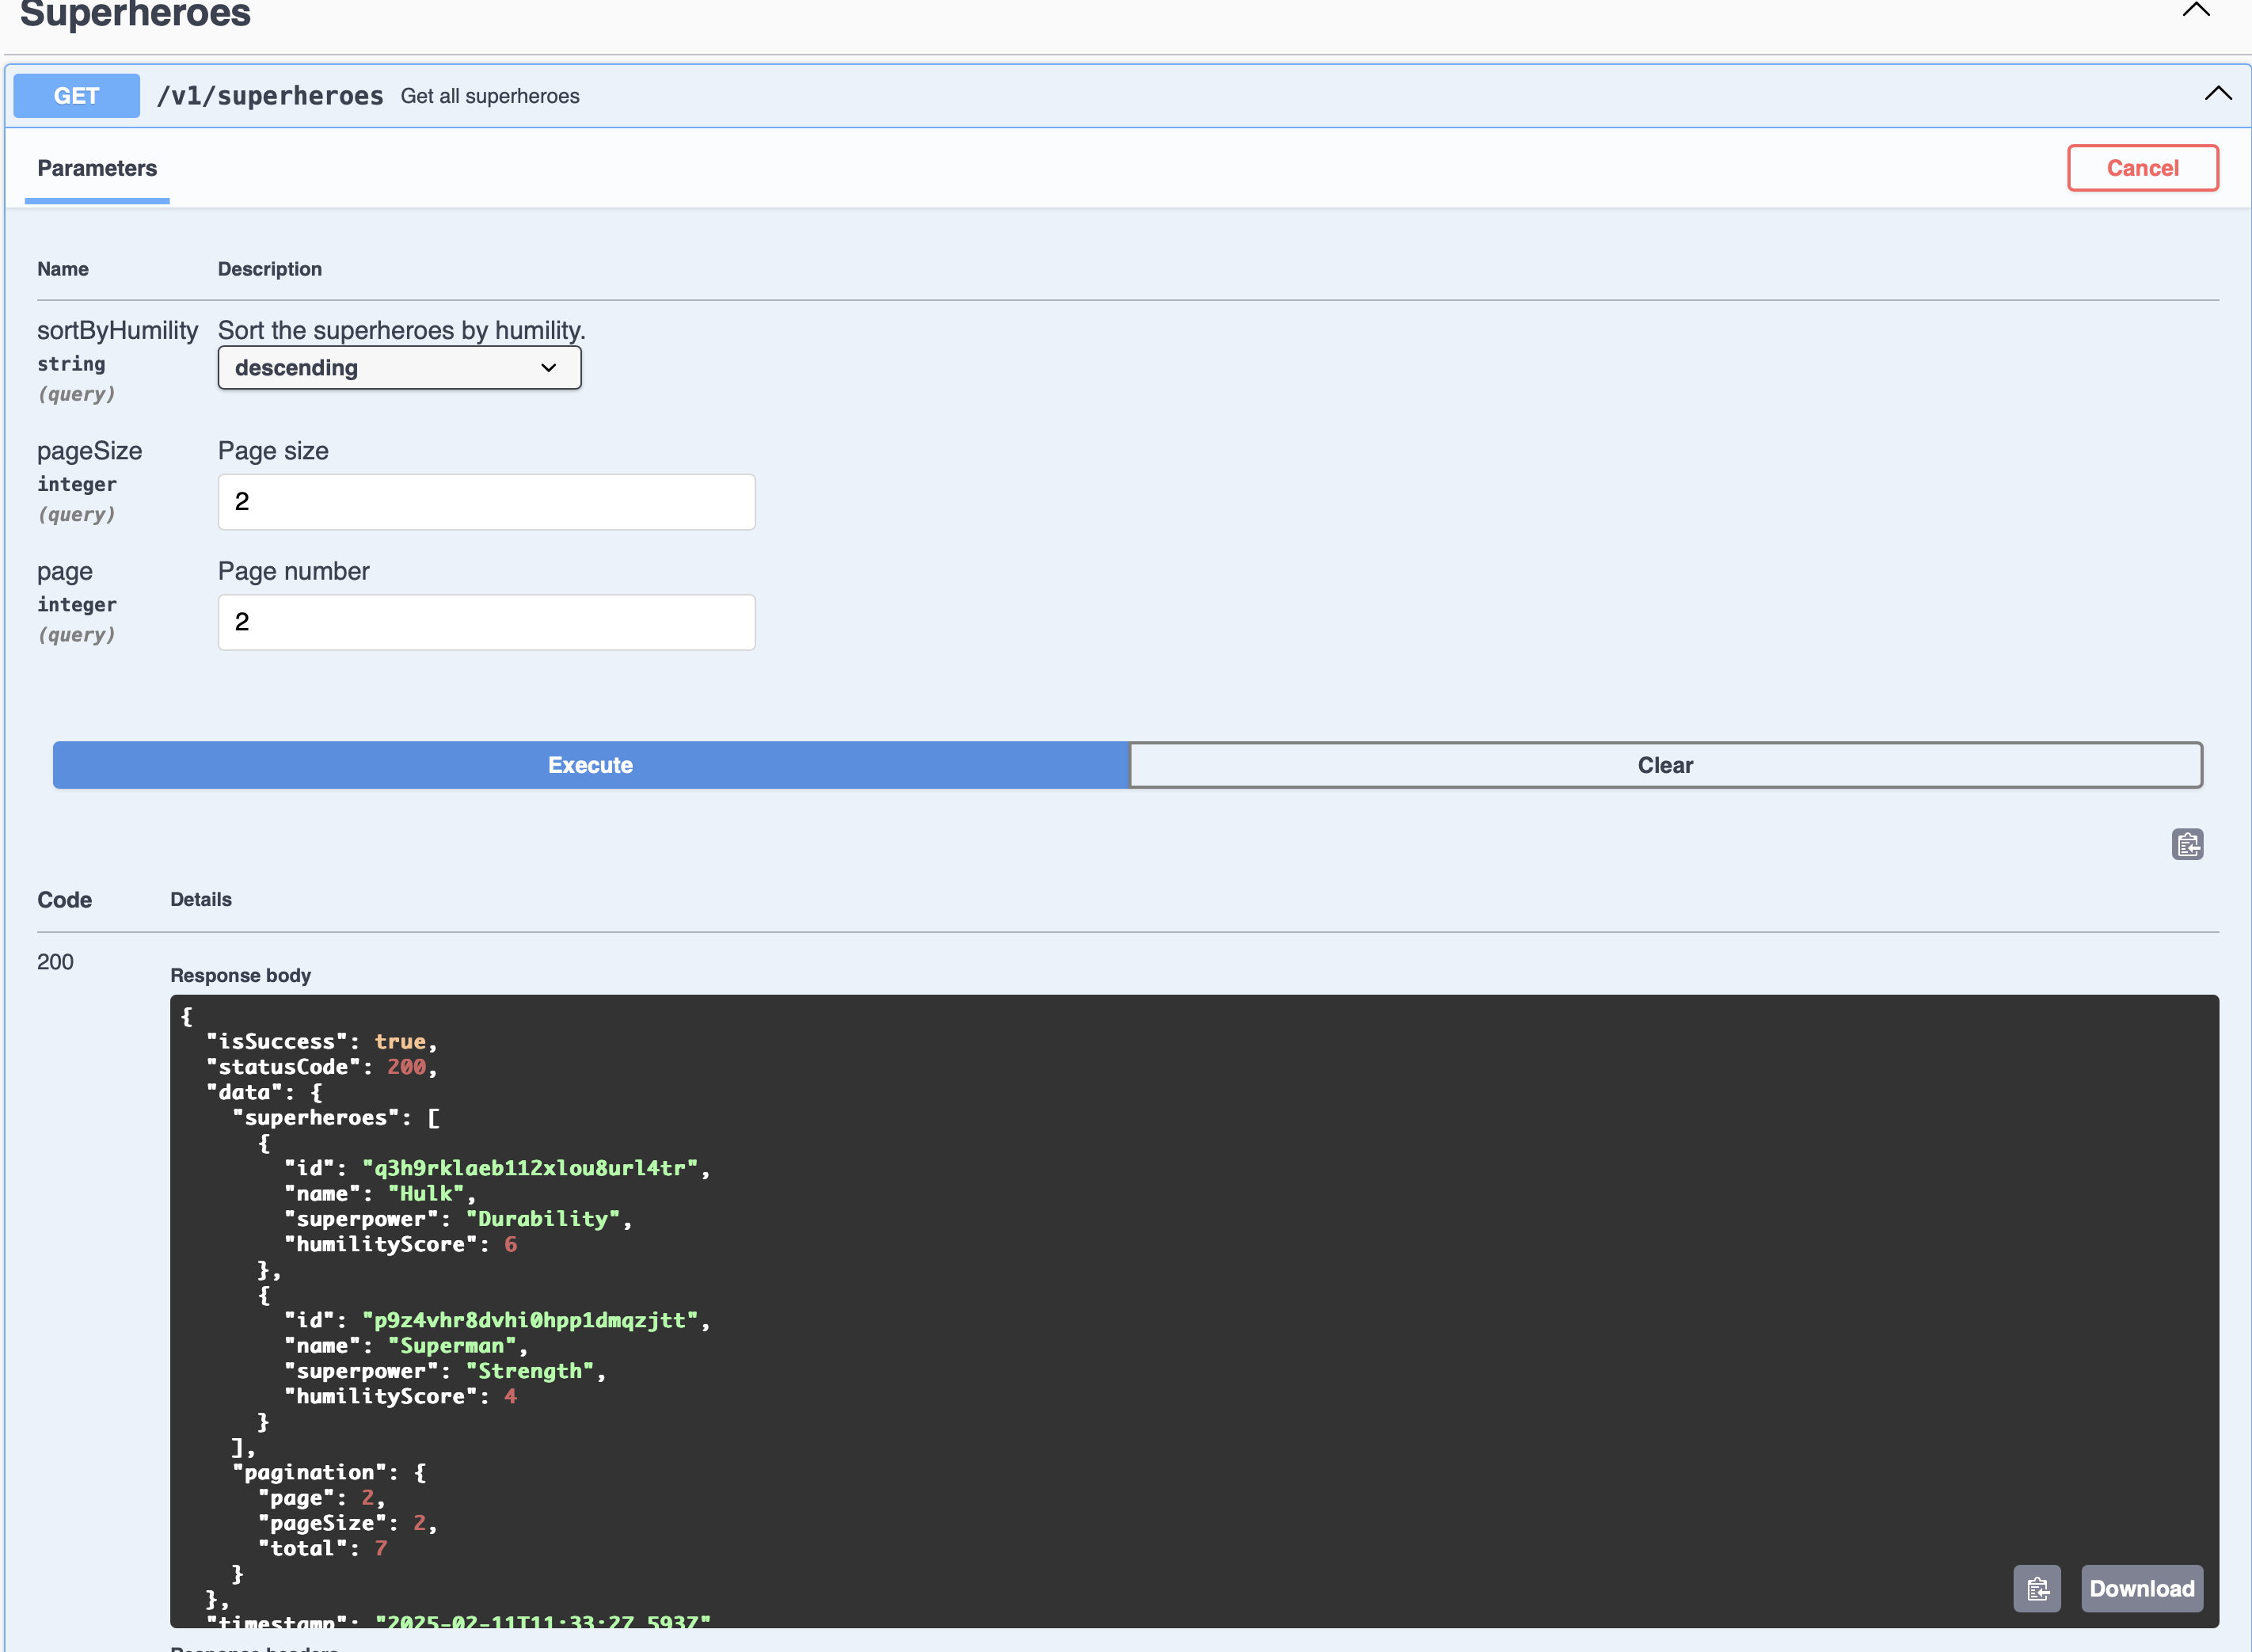 Superheroes
GET /v1/superheroes Get all superheroes
Parameters
Cancel
Name Description
sortByHumility Sort the superheroes by humility.
string descending
(query)
pageSize Page size
integer 2
(query)
page Page number
integer 2
(query)
Execute Clear
Code Details
200
Response body
{
  "isSuccess": true,
  "statusCode": 200,
  "data": {
    "superheroes": [
      {
        "id": "q3h9rklaeb112xlou8url4tr",
        "name": "Hulk",
        "superpower": "Durability",
        "humilityScore": 6
      },
      {
        "id": "p9z4vhr8dvhi0hpp1dmqzjtt",
        "name": "Superman",
        "superpower": "Strength",
        "humilityScore": 4
      }
    ],
    "pagination": {
      "page": 2,
      "pageSize": 2,
      "total": 7
    }
  },
  "timestamp": "2025-02-11T11:33:27.593Z"
Download
Response headers